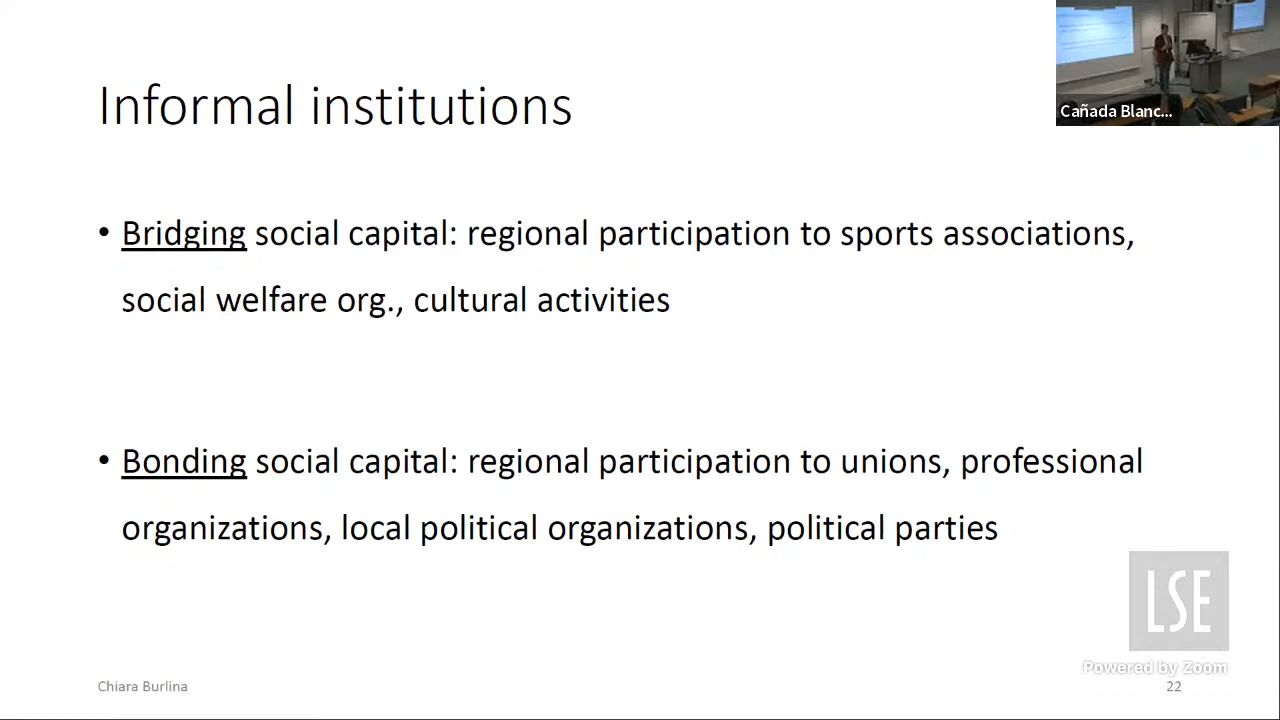 Cañada Blanc...
Informal institutions
• Bridging social capital: regional participation to sports associations,
social welfare org., cultural activities
• Bonding social capital: regional participation to unions, professional
organizations, local political organizations, political parties
LSE
Powered by Zoom
Chiara Burlina
22